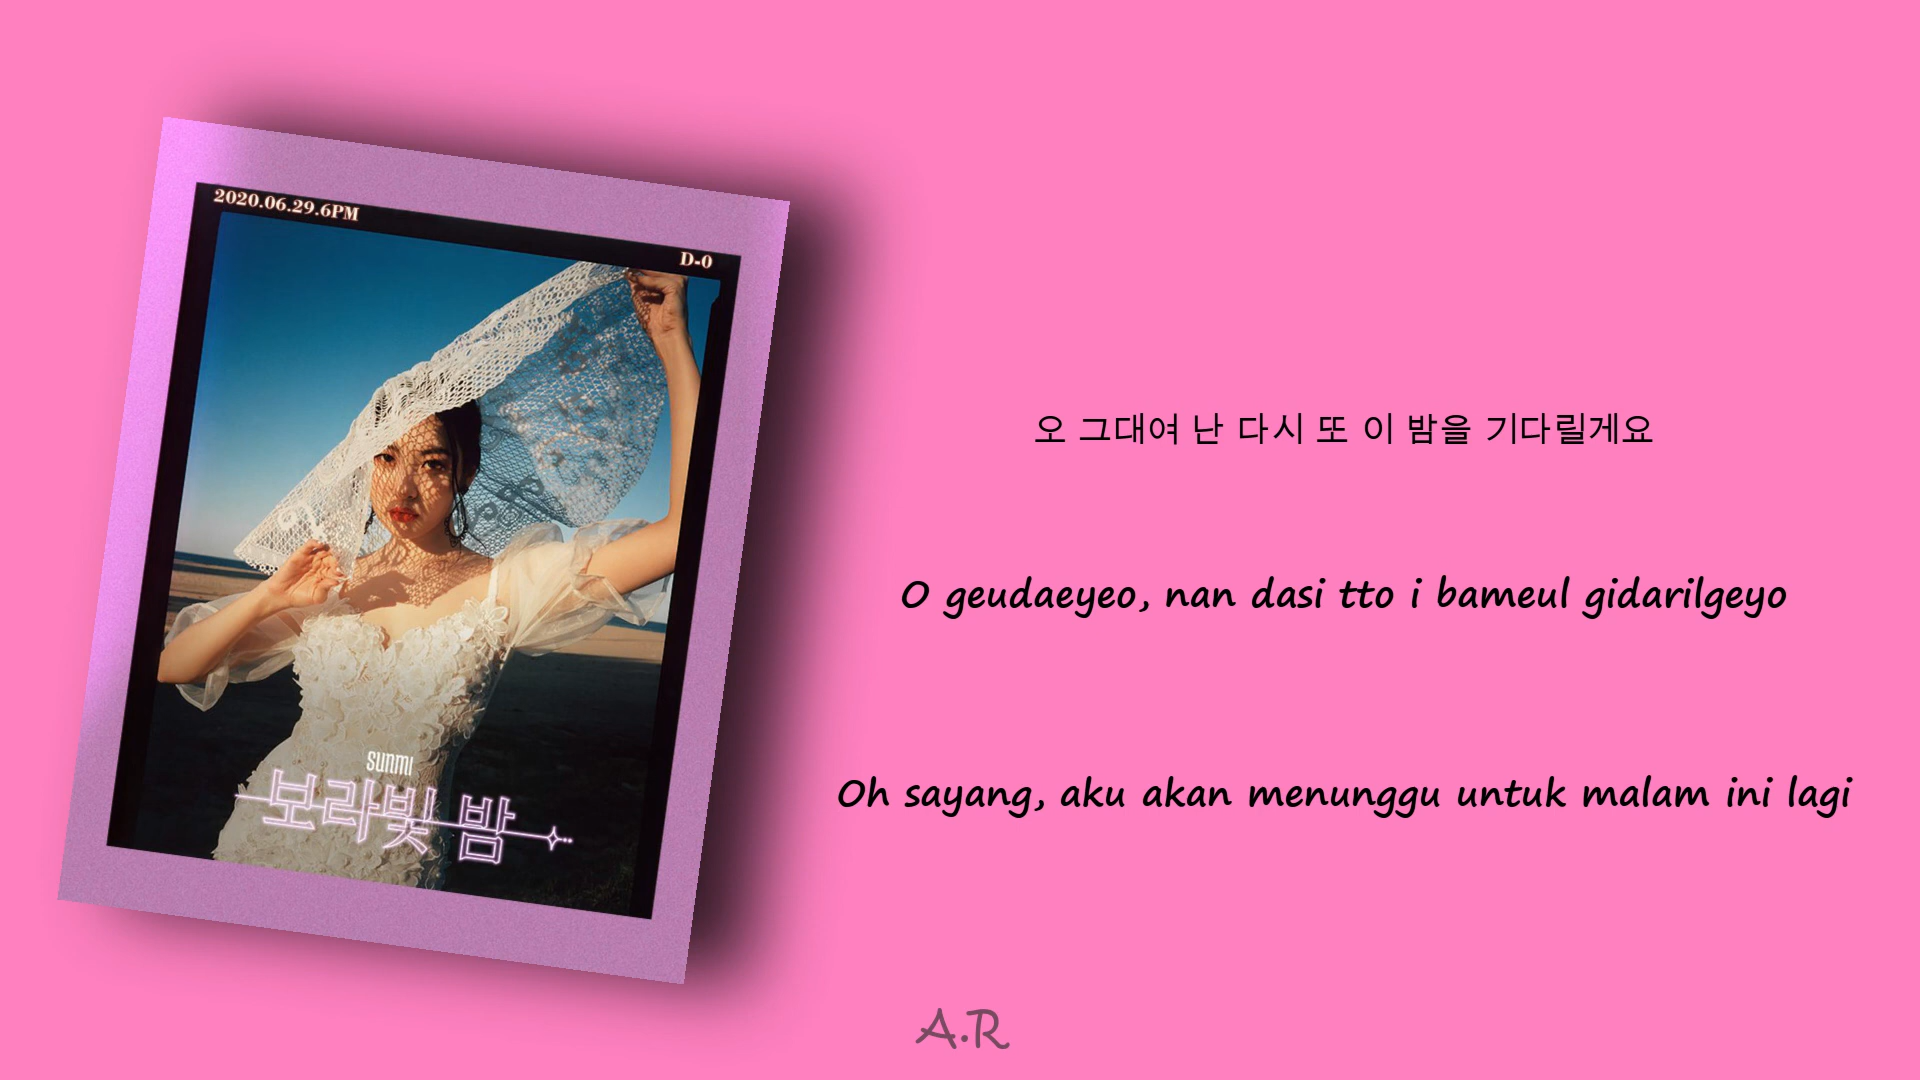 2020.06.29.6PM
D-0
sunmi
보라빛 밤
오 그대여 난 다시 또 이 밤을 기다릴게요
O geudaeyeo, nan dasi tto i bameul gidarilgeyo
Oh sayang, aku akan menunggu untuk malam ini lagi
A.R